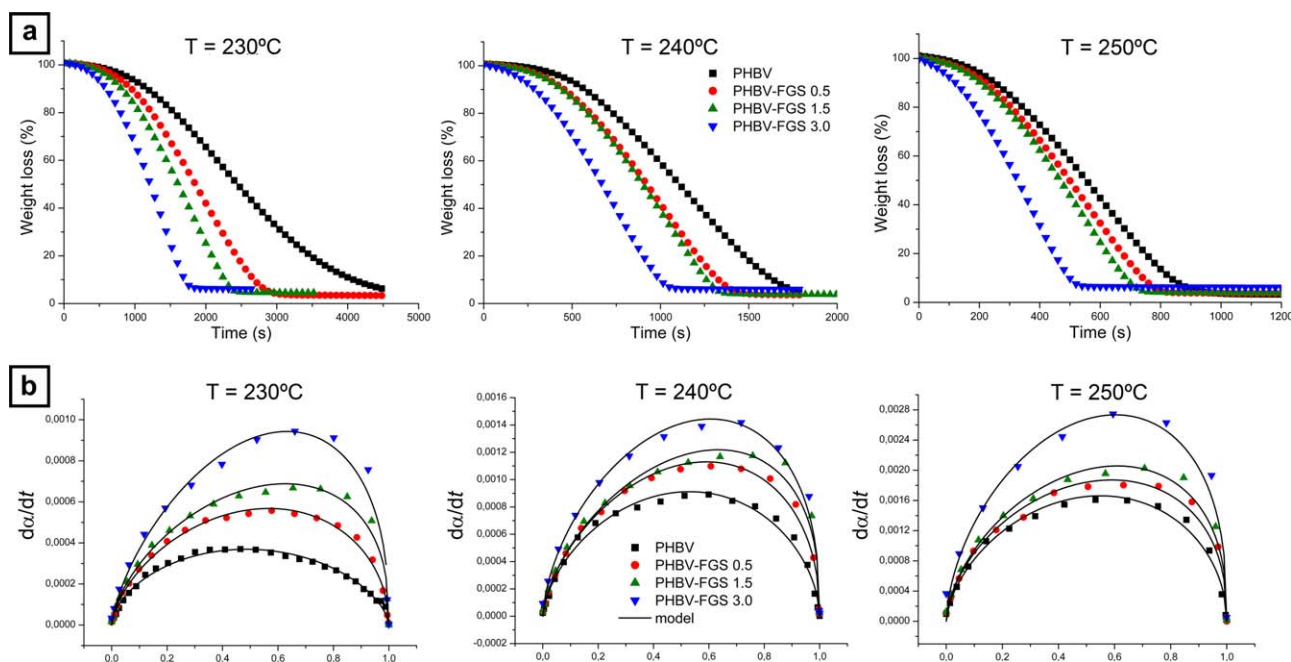 a
T = 230ºC
Weight loss (%)
100
80
60
40
20
0
0 1000 2000 3000 4000 5000
Time (s)
T = 240ºC
PHBV
PHBV-FGS 0.5
PHBV-FGS 1.5
PHBV-FGS 3.0
Weight loss (%)
100
80
60
40
20
0
0 500 1000 1500 2000
Time (s)
T = 250ºC
Weight loss (%)
100
80
60
40
20
0
0 200 400 600 800 1000 1200
Time (s)
b
T = 230ºC
dα/dt
0,0010
0,0008
0,0006
0,0004
0,0002
0,0000
0.0 0.2 0.4 0.6 0.8 1.0
T = 240ºC
dα/dt
0,0016
0,0014
0,0012
0,0010
0,0008
0,0006
0,0004
0,0002
0,0000
-0,0002
PHBV
PHBV-FGS 0.5
PHBV-FGS 1.5
PHBV-FGS 3.0
model
0,0 0,2 0,4 0,6 0,8 1,0
T = 250ºC
dα/dt
0,0028
0,0024
0,0020
0,0016
0,0012
0,0008
0,0004
0,0000
0,0 0,2 0,4 0,6 0,8 1,0